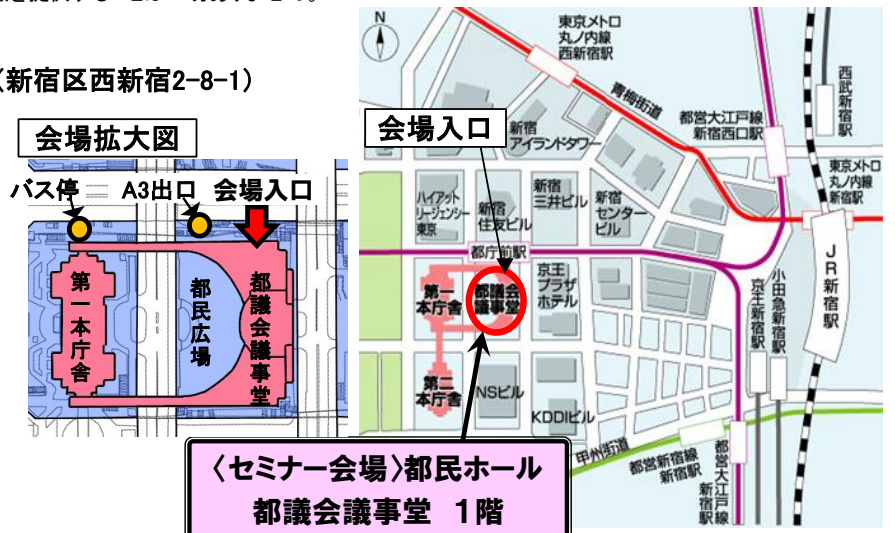 （新宿区西新宿2-8-1）
会場拡大図
バス停
A3出口
会場入口
第一本庁舎
都民広場
都議会議事堂
N
東京メトロ
丸ノ内線
西新宿駅
青梅街道
西武新宿駅
都営大江戸線
新宿西口駅
会場入口
新宿
アイランドタワー
東京メトロ
丸ノ内線
新宿駅
ハイアット
リージェンシー
東京
新宿
住友ビル
新宿
三井ビル
新宿
センター
ビル
都庁前駅
JR新宿駅
第一
本庁舎
都議会
議事堂
京王
プラザ
ホテル
小田急新宿駅
京王新宿駅
第二
本庁舎
NSビル
KDDIビル
甲州街道
都営新宿線
新宿駅
都営大江戸線
新宿駅
〈セミナー会場〉都民ホール
都議会議事堂　1階